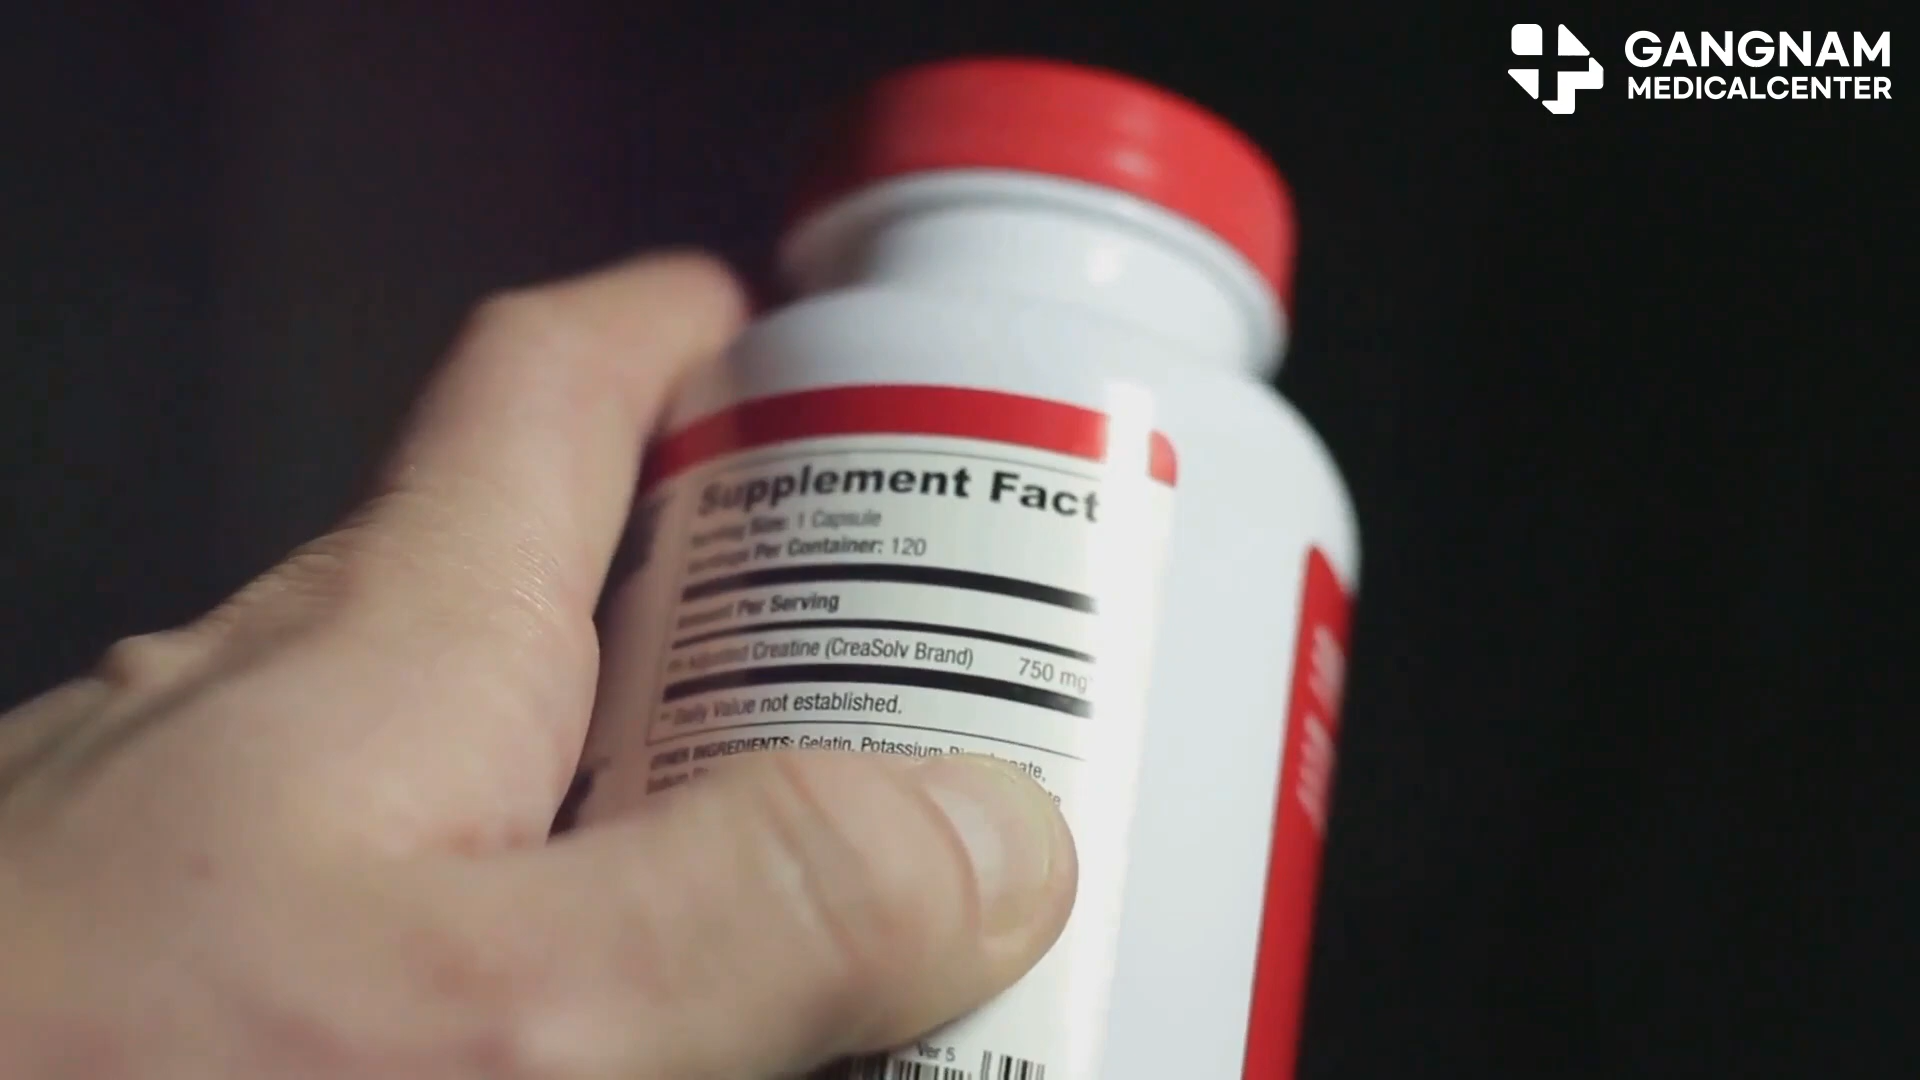 GANGNAM
MEDICALCENTER
Supplement Fact
Serving Size: 1 Capsule
Servings Per Container: 120
Amount Per Serving
Creatine (CreaSolv Brand) 750 mg
Daily Value not established.
OTHER INGREDIENTS: Gelatin, Potassium
Ver 5